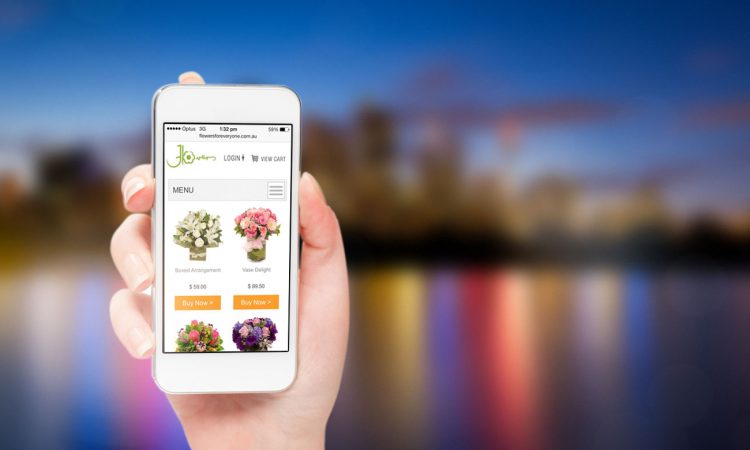 Optus 3G 1:32 pm 59%
flowersforeveryone.com.au
Flowers LOGIN VIEW CART
MENU
Boxed Arrangement Vase Delight
$ 59.00 $ 89.50
Buy Now > Buy Now >